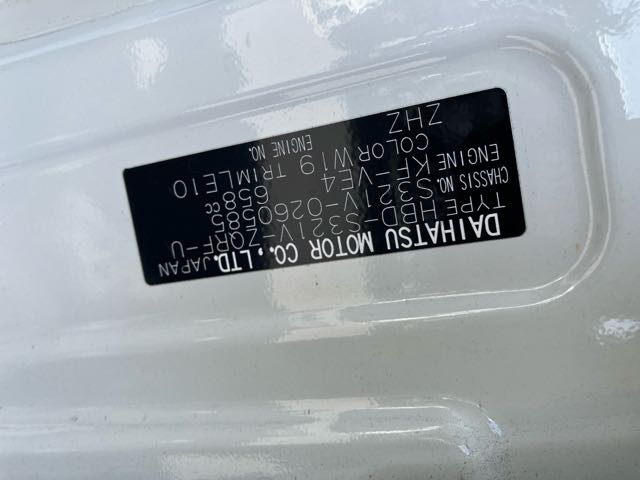 DAIHATSU MOTOR CO., LTD. JAPAN
TYPE HBD-S321V-ZQRF-U
CHASSIS NO. S321V-0260585
ENGINE KF-VE4 658
COLOR W19 TRIM LE10
ZHZ ENGINE NO.